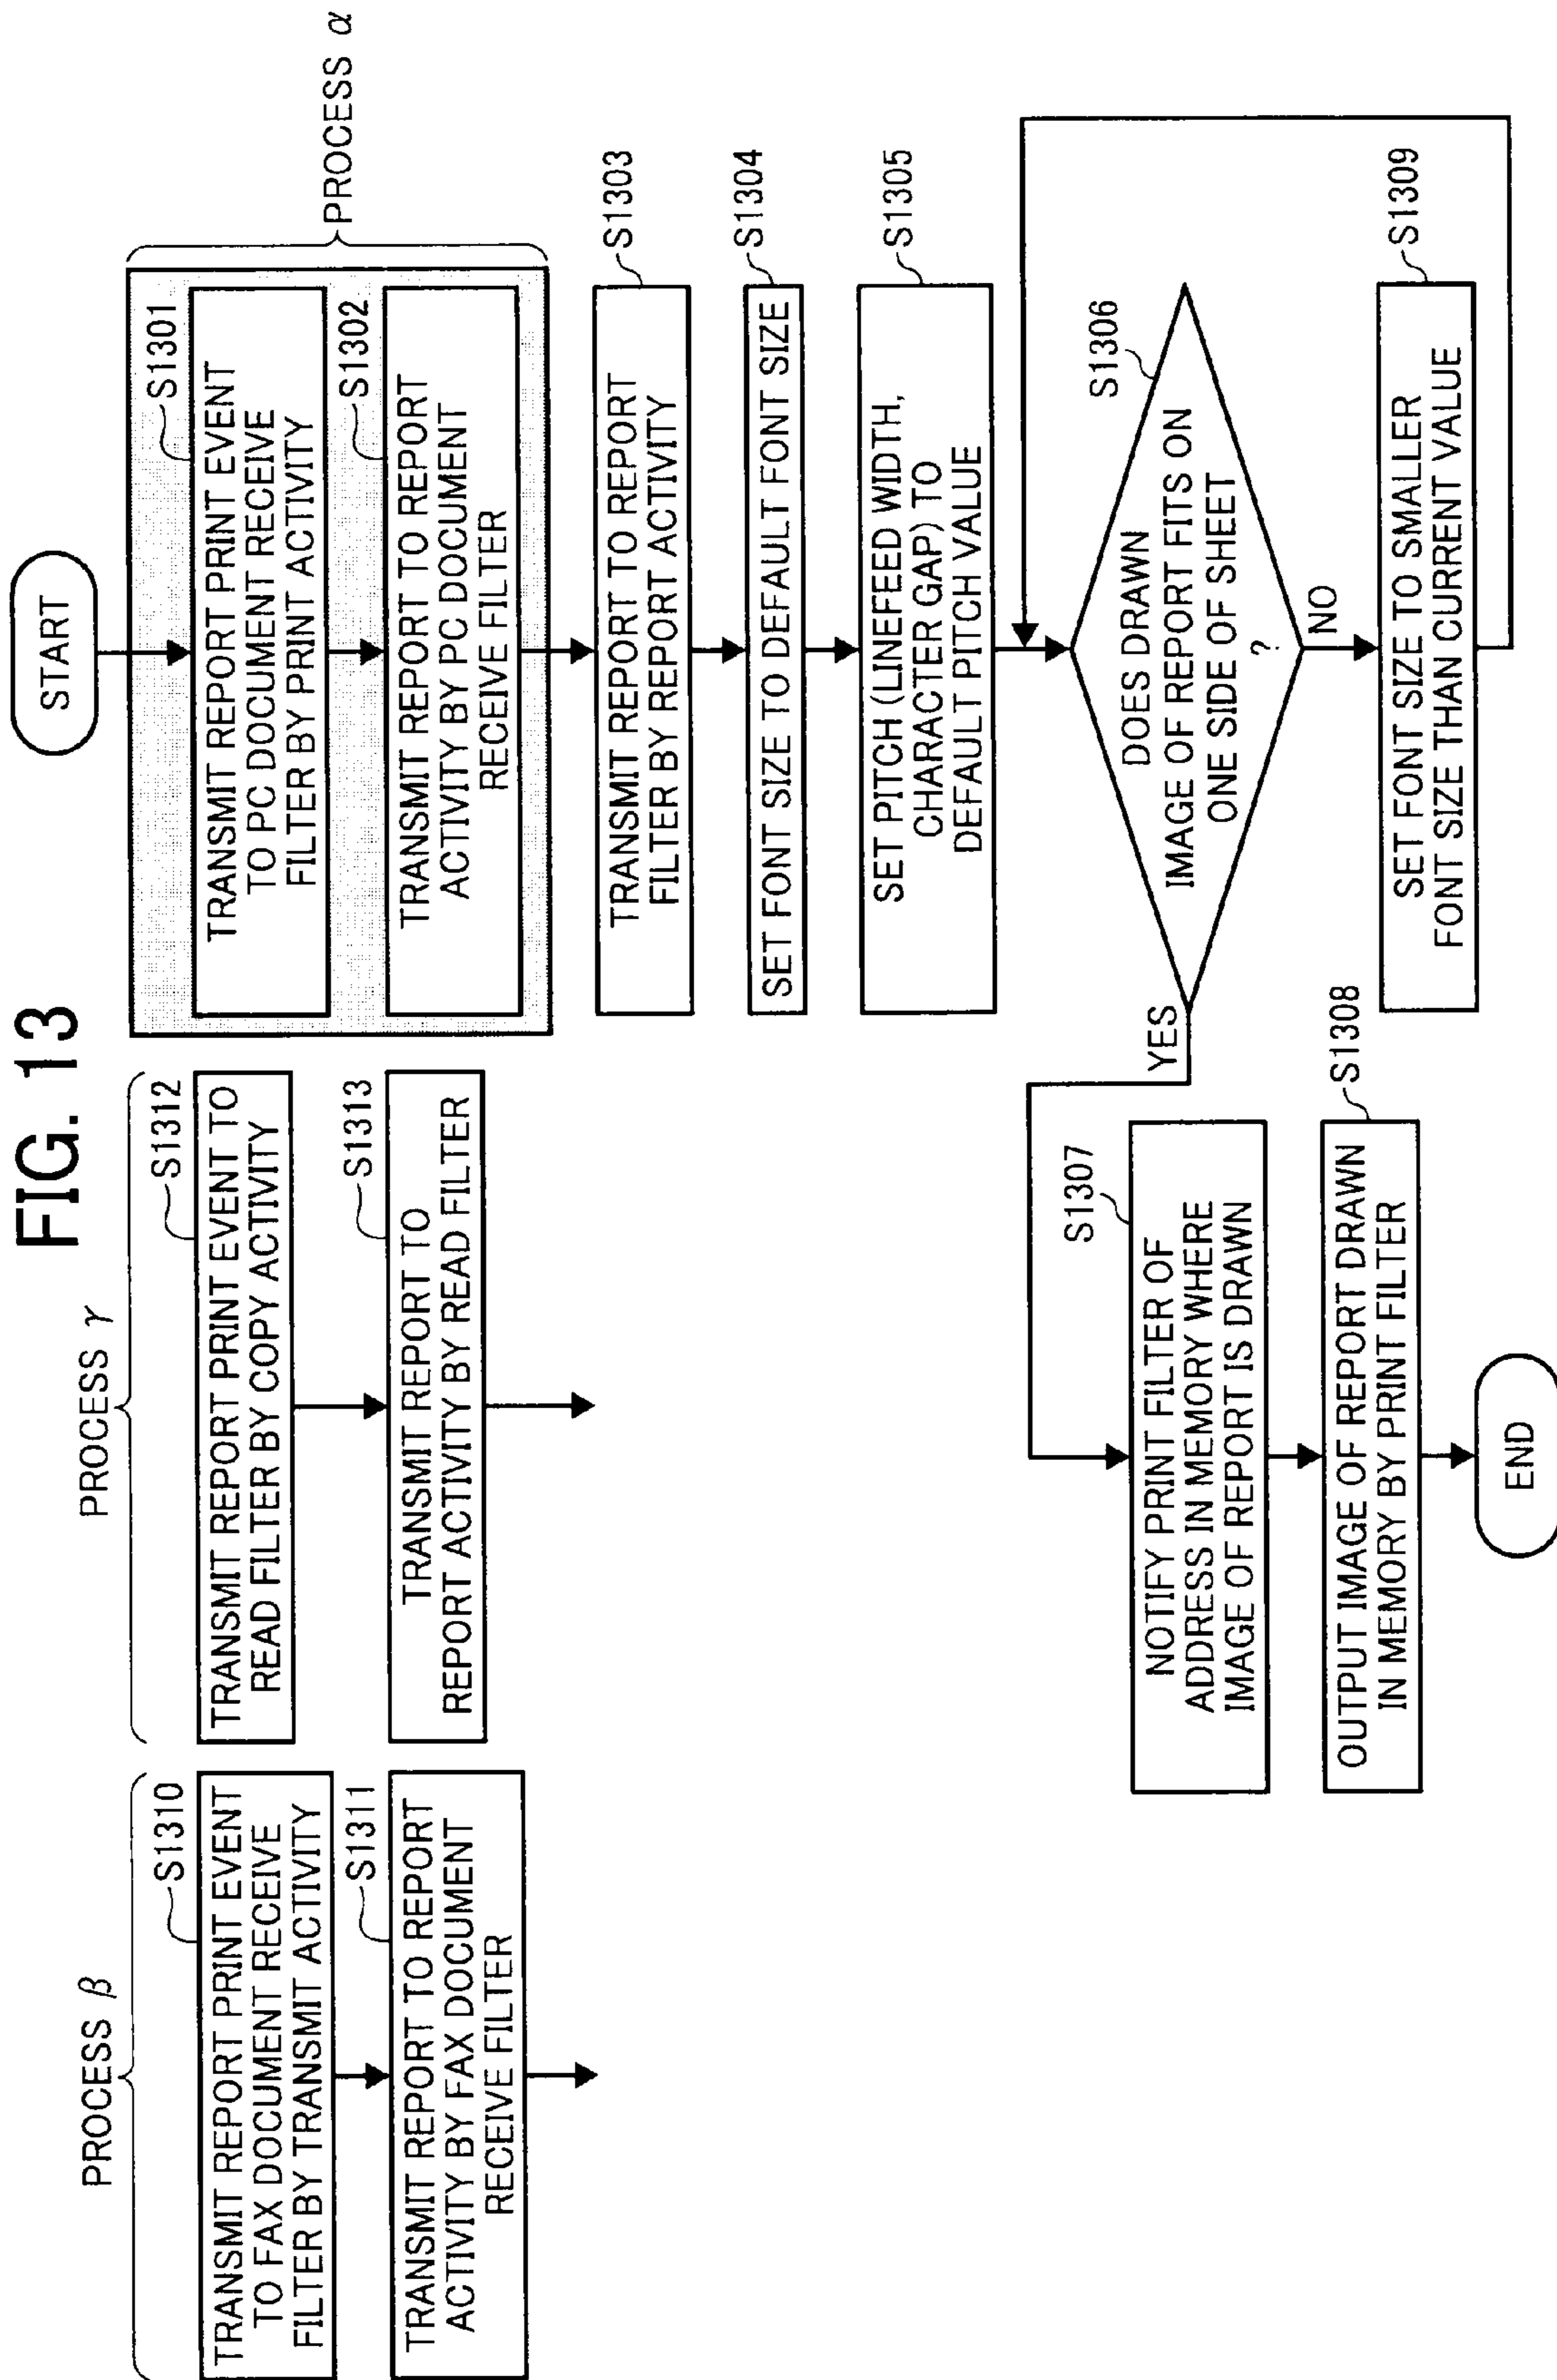 FIG. 13
START
PROCESS α
S1301
TRANSMIT REPORT PRINT EVENT
TO PC DOCUMENT RECEIVE
FILTER BY PRINT ACTIVITY
S1302
TRANSMIT REPORT TO REPORT
ACTIVITY BY PC DOCUMENT
RECEIVE FILTER
S1303
TRANSMIT REPORT TO REPORT
FILTER BY REPORT ACTIVITY
S1304
SET FONT SIZE TO DEFAULT FONT SIZE
S1305
SET PITCH (LINEFEED WIDTH,
CHARACTER GAP) TO
DEFAULT PITCH VALUE
S1306
DOES DRAWN
IMAGE OF REPORT FITS ON
ONE SIDE OF SHEET
?
YES
NO
S1309
SET FONT SIZE TO SMALLER
FONT SIZE THAN CURRENT VALUE
S1307
NOTIFY PRINT FILTER OF
ADDRESS IN MEMORY WHERE
IMAGE OF REPORT IS DRAWN
S1308
OUTPUT IMAGE OF REPORT DRAWN
IN MEMORY BY PRINT FILTER
END
PROCESS γ
S1312
TRANSMIT REPORT PRINT EVENT TO
READ FILTER BY COPY ACTIVITY
S1313
TRANSMIT REPORT TO
REPORT ACTIVITY BY READ FILTER
PROCESS β
S1310
TRANSMIT REPORT PRINT EVENT
TO FAX DOCUMENT RECEIVE
FILTER BY TRANSMIT ACTIVITY
S1311
TRANSMIT REPORT TO REPORT
ACTIVITY BY FAX DOCUMENT
RECEIVE FILTER